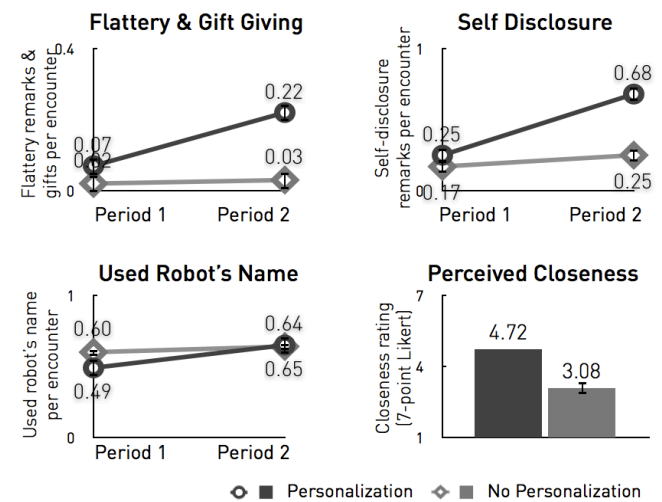 Flattery & Gift Giving
Flattery remarks &
gifts per encounter
0.4
0
0.07
0.02
0.22
0.03
Period 1
Period 2
Self Disclosure
Self-disclosure
remarks per encounter
1
0
0.25
0.17
0.68
0.25
Period 1
Period 2
Used Robot's Name
Used robot's name
per encounter
1
0
0.60
0.49
0.64
0.65
Period 1
Period 2
Perceived Closeness
Closeness rating
(7-point Likert)
7
4
1
4.72
3.08
Personalization
No Personalization